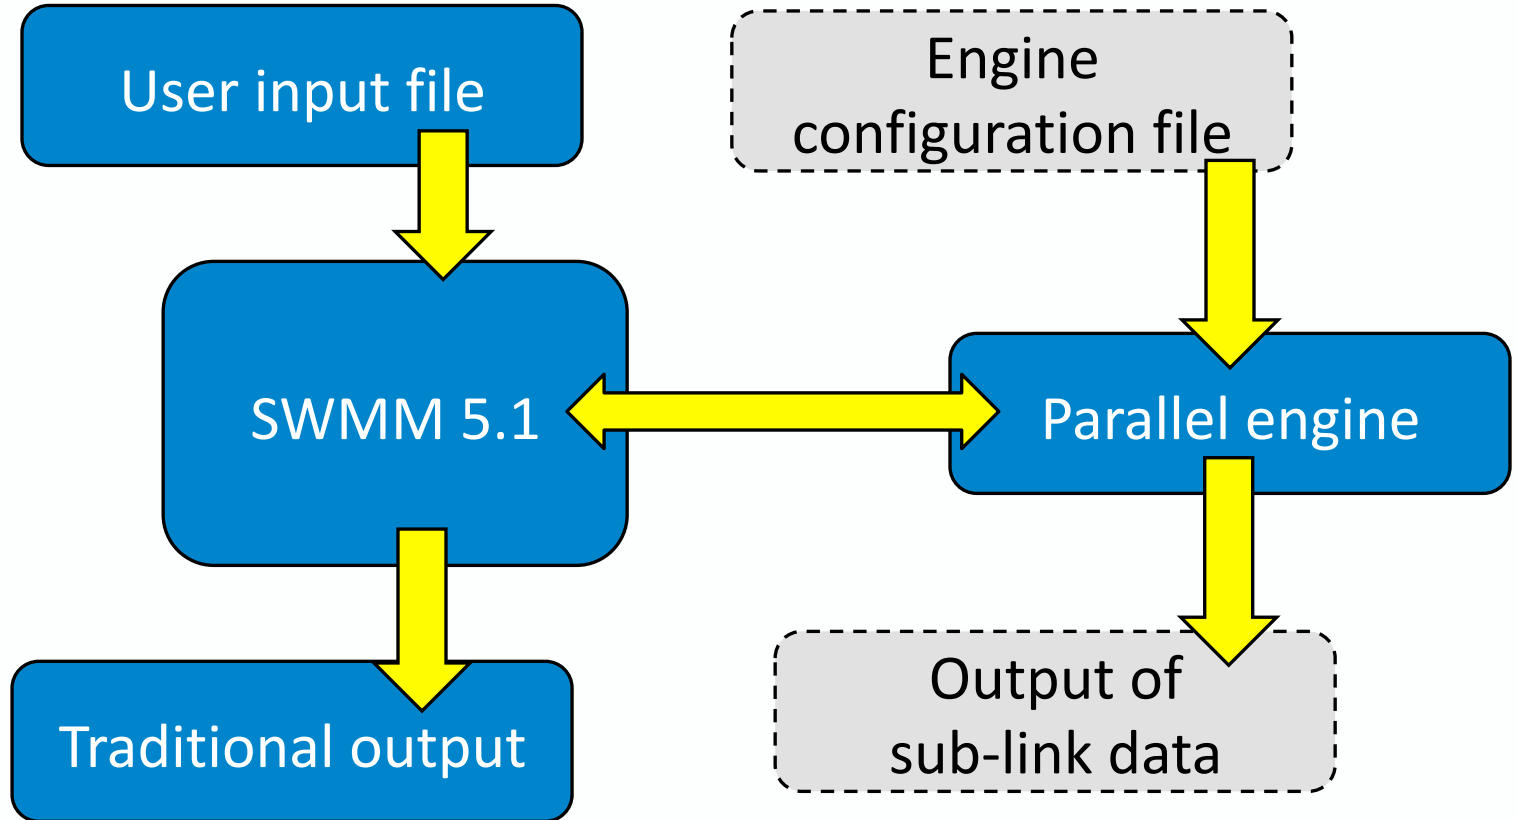 User input file
Engine
configuration file
SWMM 5.1
Parallel engine
Traditional output
Output of
sub-link data